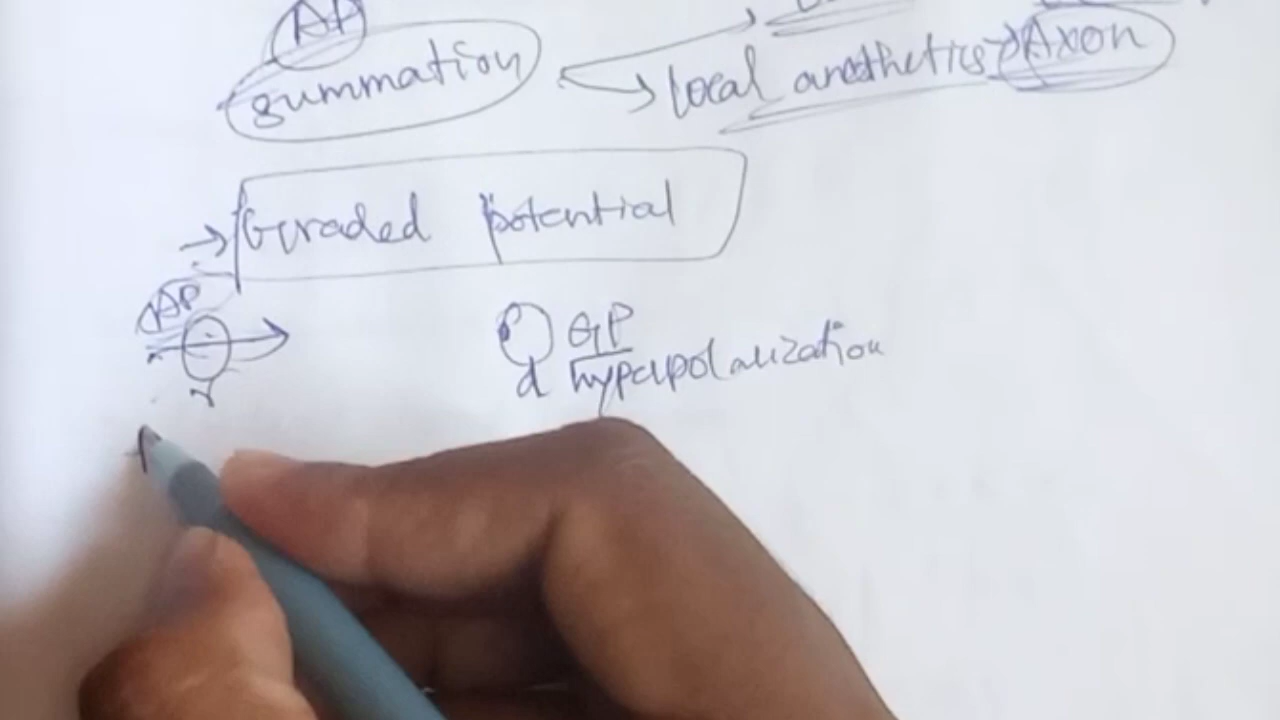 AP
summation
local anesthetics → Axon
→ Graded potential
AP
GP
d hyperpolarization
r